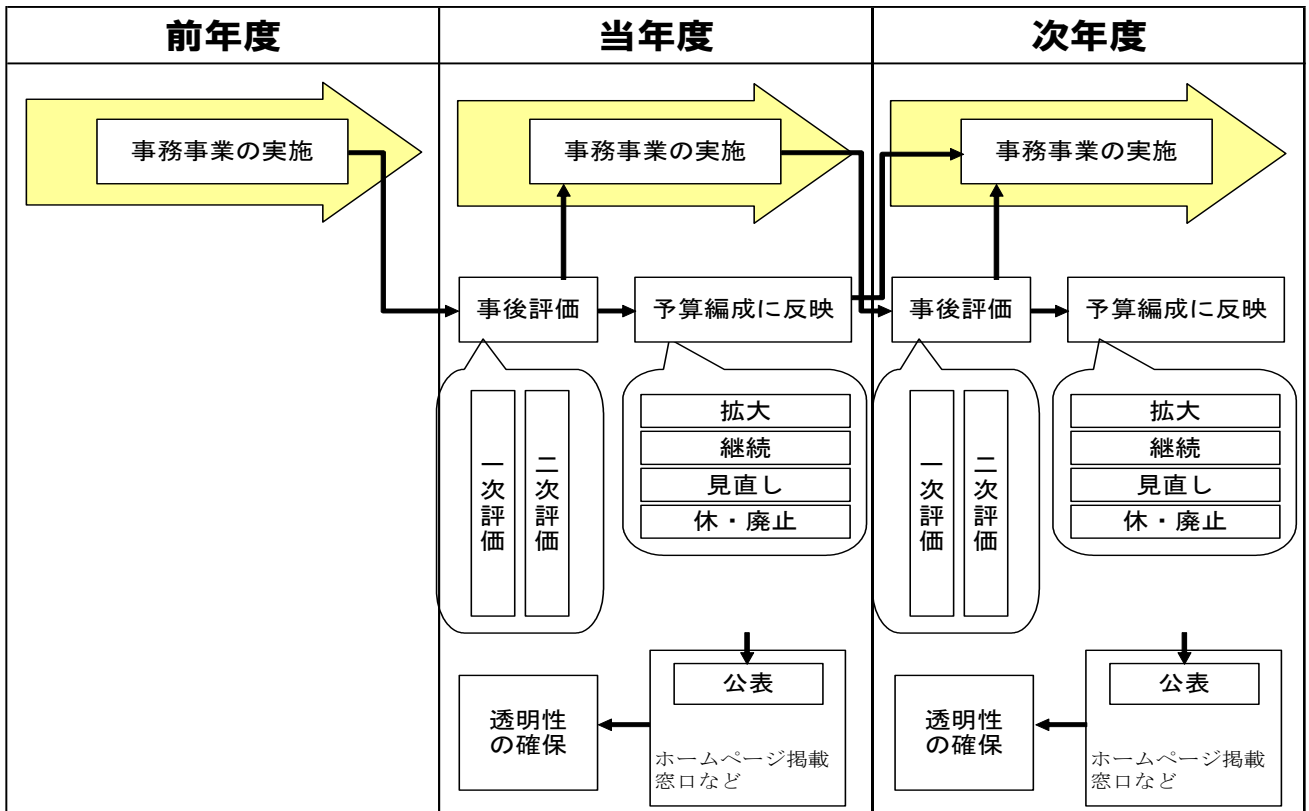 前年度
当年度
次年度
事務事業の実施
事務事業の実施
事務事業の実施
事後評価
予算編成に反映
事後評価
予算編成に反映
一次評価
二次評価
拡大
継続
見直し
休・廃止
一次評価
二次評価
拡大
継続
見直し
休・廃止
透明性
の確保
公表
ホームページ掲載
窓口など
透明性
の確保
公表
ホームページ掲載
窓口など